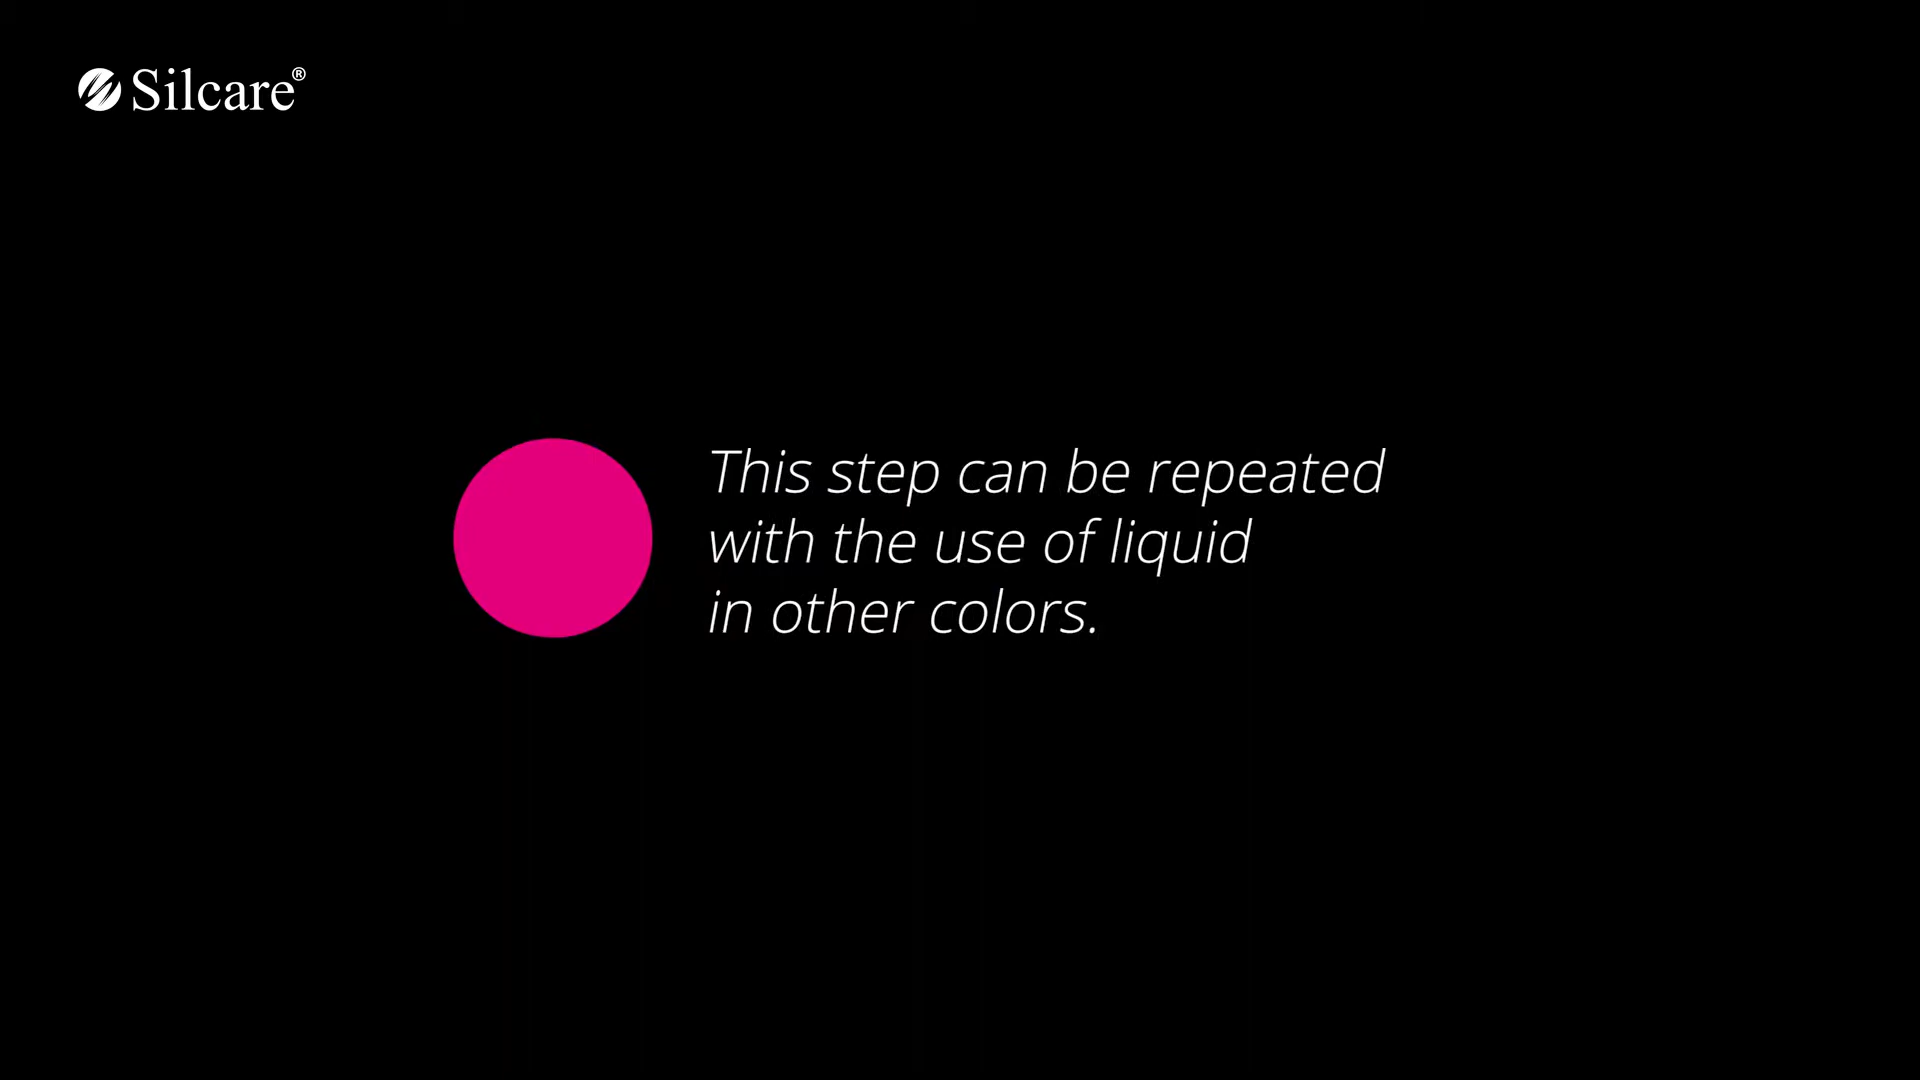 Silcare®
This step can be repeated
with the use of liquid
in other colors.